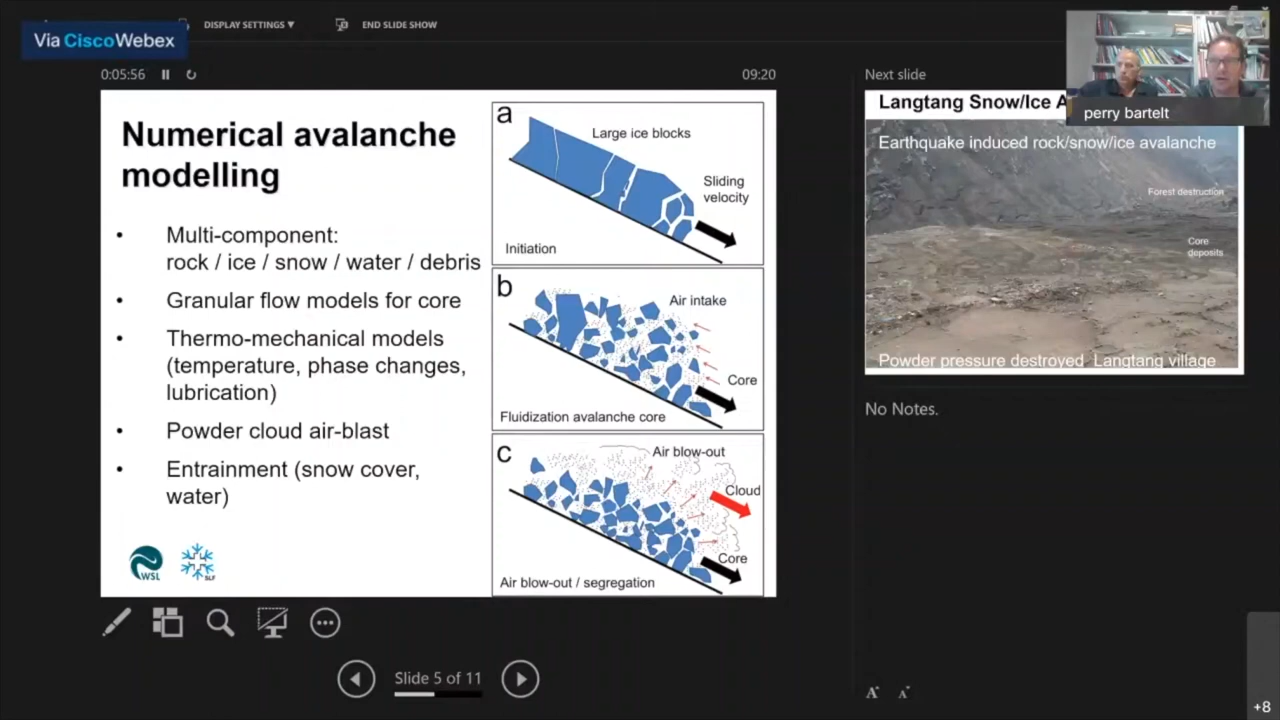 DISPLAY SETTINGS ▼
END SLIDE SHOW
Via CiscoWebex
0:05:56
09:20
Next slide
perry bartelt
Numerical avalanche
modelling
• Multi-component:
rock / ice / snow / water / debris
• Granular flow models for core
• Thermo-mechanical models
(temperature, phase changes,
lubrication)
• Powder cloud air-blast
• Entrainment (snow cover,
water)
WSL
SLF
a
Large ice blocks
Sliding
velocity
Initiation
b
Air intake
Core
Fluidization avalanche core
c
Air blow-out
Cloud
Core
Air blow-out / segregation
Langtang Snow/Ice A
Earthquake induced rock/snow/ice avalanche
Forest destruction
Core
deposits
Powder pressure destroyed Langtang village
No Notes.
Slide 5 of 11
A A
+8